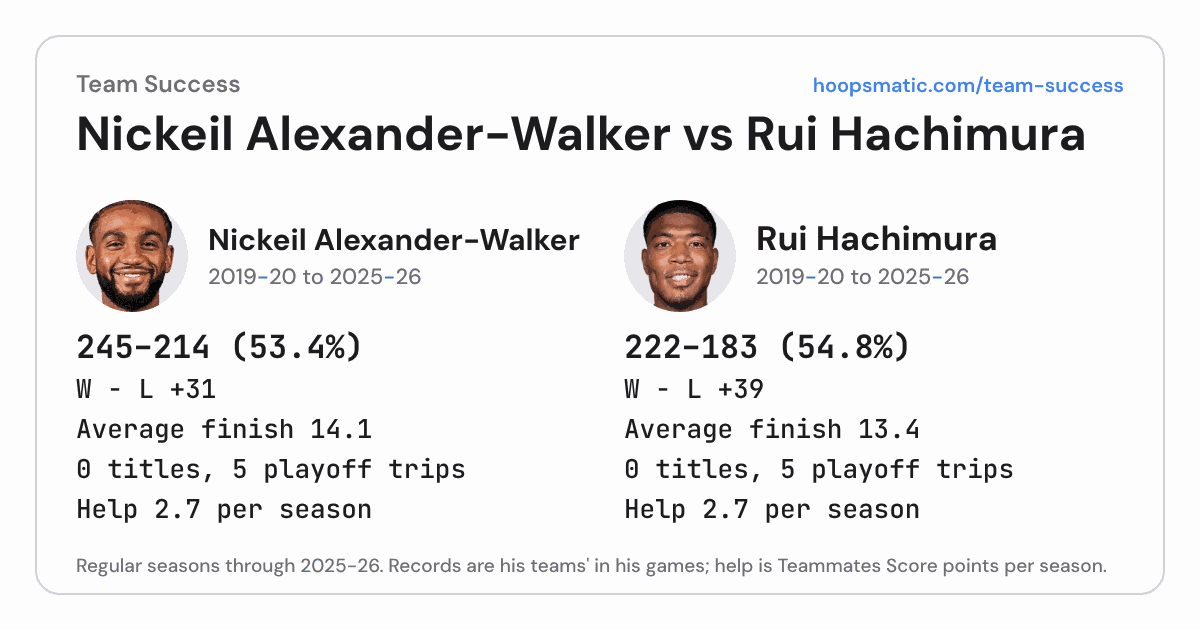 Team Success
hoopsmatic.com/team-success
Nickeil Alexander-Walker vs Rui Hachimura
Nickeil Alexander-Walker
2019-20 to 2025-26
245-214 (53.4%)
W - L +31
Average finish 14.1
0 titles, 5 playoff trips
Help 2.7 per season
Rui Hachimura
2019-20 to 2025-26
222-183 (54.8%)
W - L +39
Average finish 13.4
0 titles, 5 playoff trips
Help 2.7 per season
Regular seasons through 2025-26. Records are his teams' in his games; help is Teammates Score points per season.